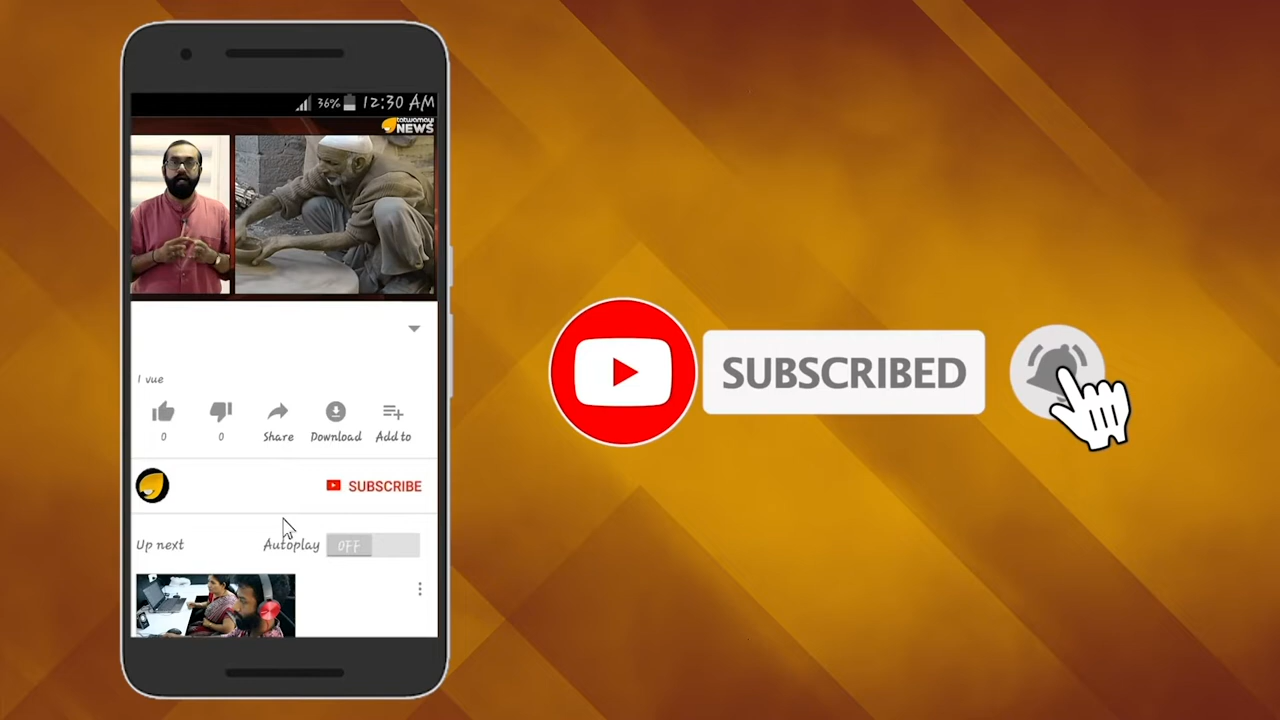 36% 12:30 AM
tatwamayi
NEWS
1 vue
0 0 Share Download Add to
SUBSCRIBE
Up next Autoplay OFF
SUBSCRIBED